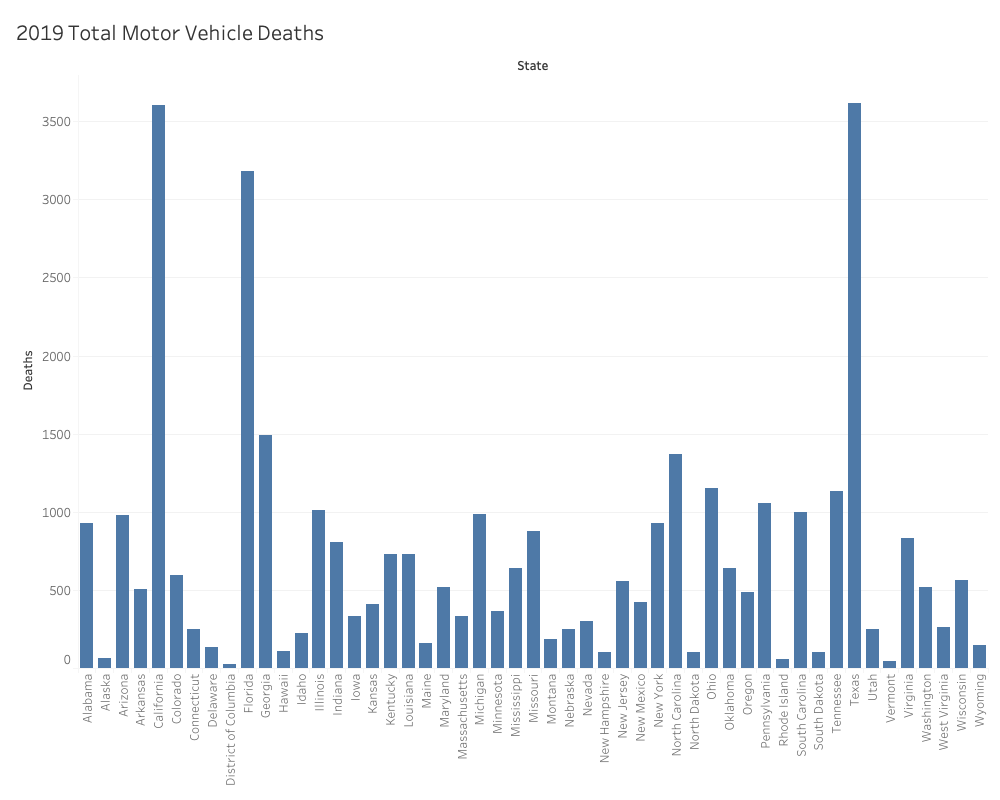 2019 Total Motor Vehicle Deaths
State
Deaths
3500
3000
2500
2000
1500
1000
500
0
Alabama
Alaska
Arizona
Arkansas
California
Colorado
Connecticut
Delaware
District of Columbia
Florida
Georgia
Hawaii
Idaho
Illinois
Indiana
Iowa
Kansas
Kentucky
Louisiana
Maine
Maryland
Massachusetts
Michigan
Minnesota
Mississippi
Missouri
Montana
Nebraska
Nevada
New Hampshire
New Jersey
New Mexico
New York
North Carolina
North Dakota
Ohio
Oklahoma
Oregon
Pennsylvania
Rhode Island
South Carolina
South Dakota
Tennessee
Texas
Utah
Vermont
Virginia
Washington
West Virginia
Wisconsin
Wyoming